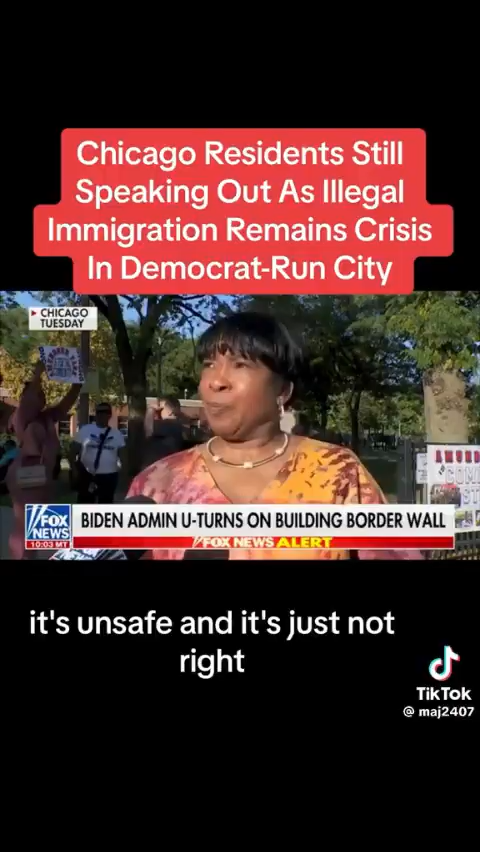 Chicago Residents Still
Speaking Out As Illegal
Immigration Remains Crisis
In Democrat-Run City
CHICAGO
TUESDAY
FOX
NEWS
10:03 MT
BIDEN ADMIN U-TURNS ON BUILDING BORDER WALL
FOX NEWS ALERT
it's unsafe and it's just not
right
TikTok
@ maj2407